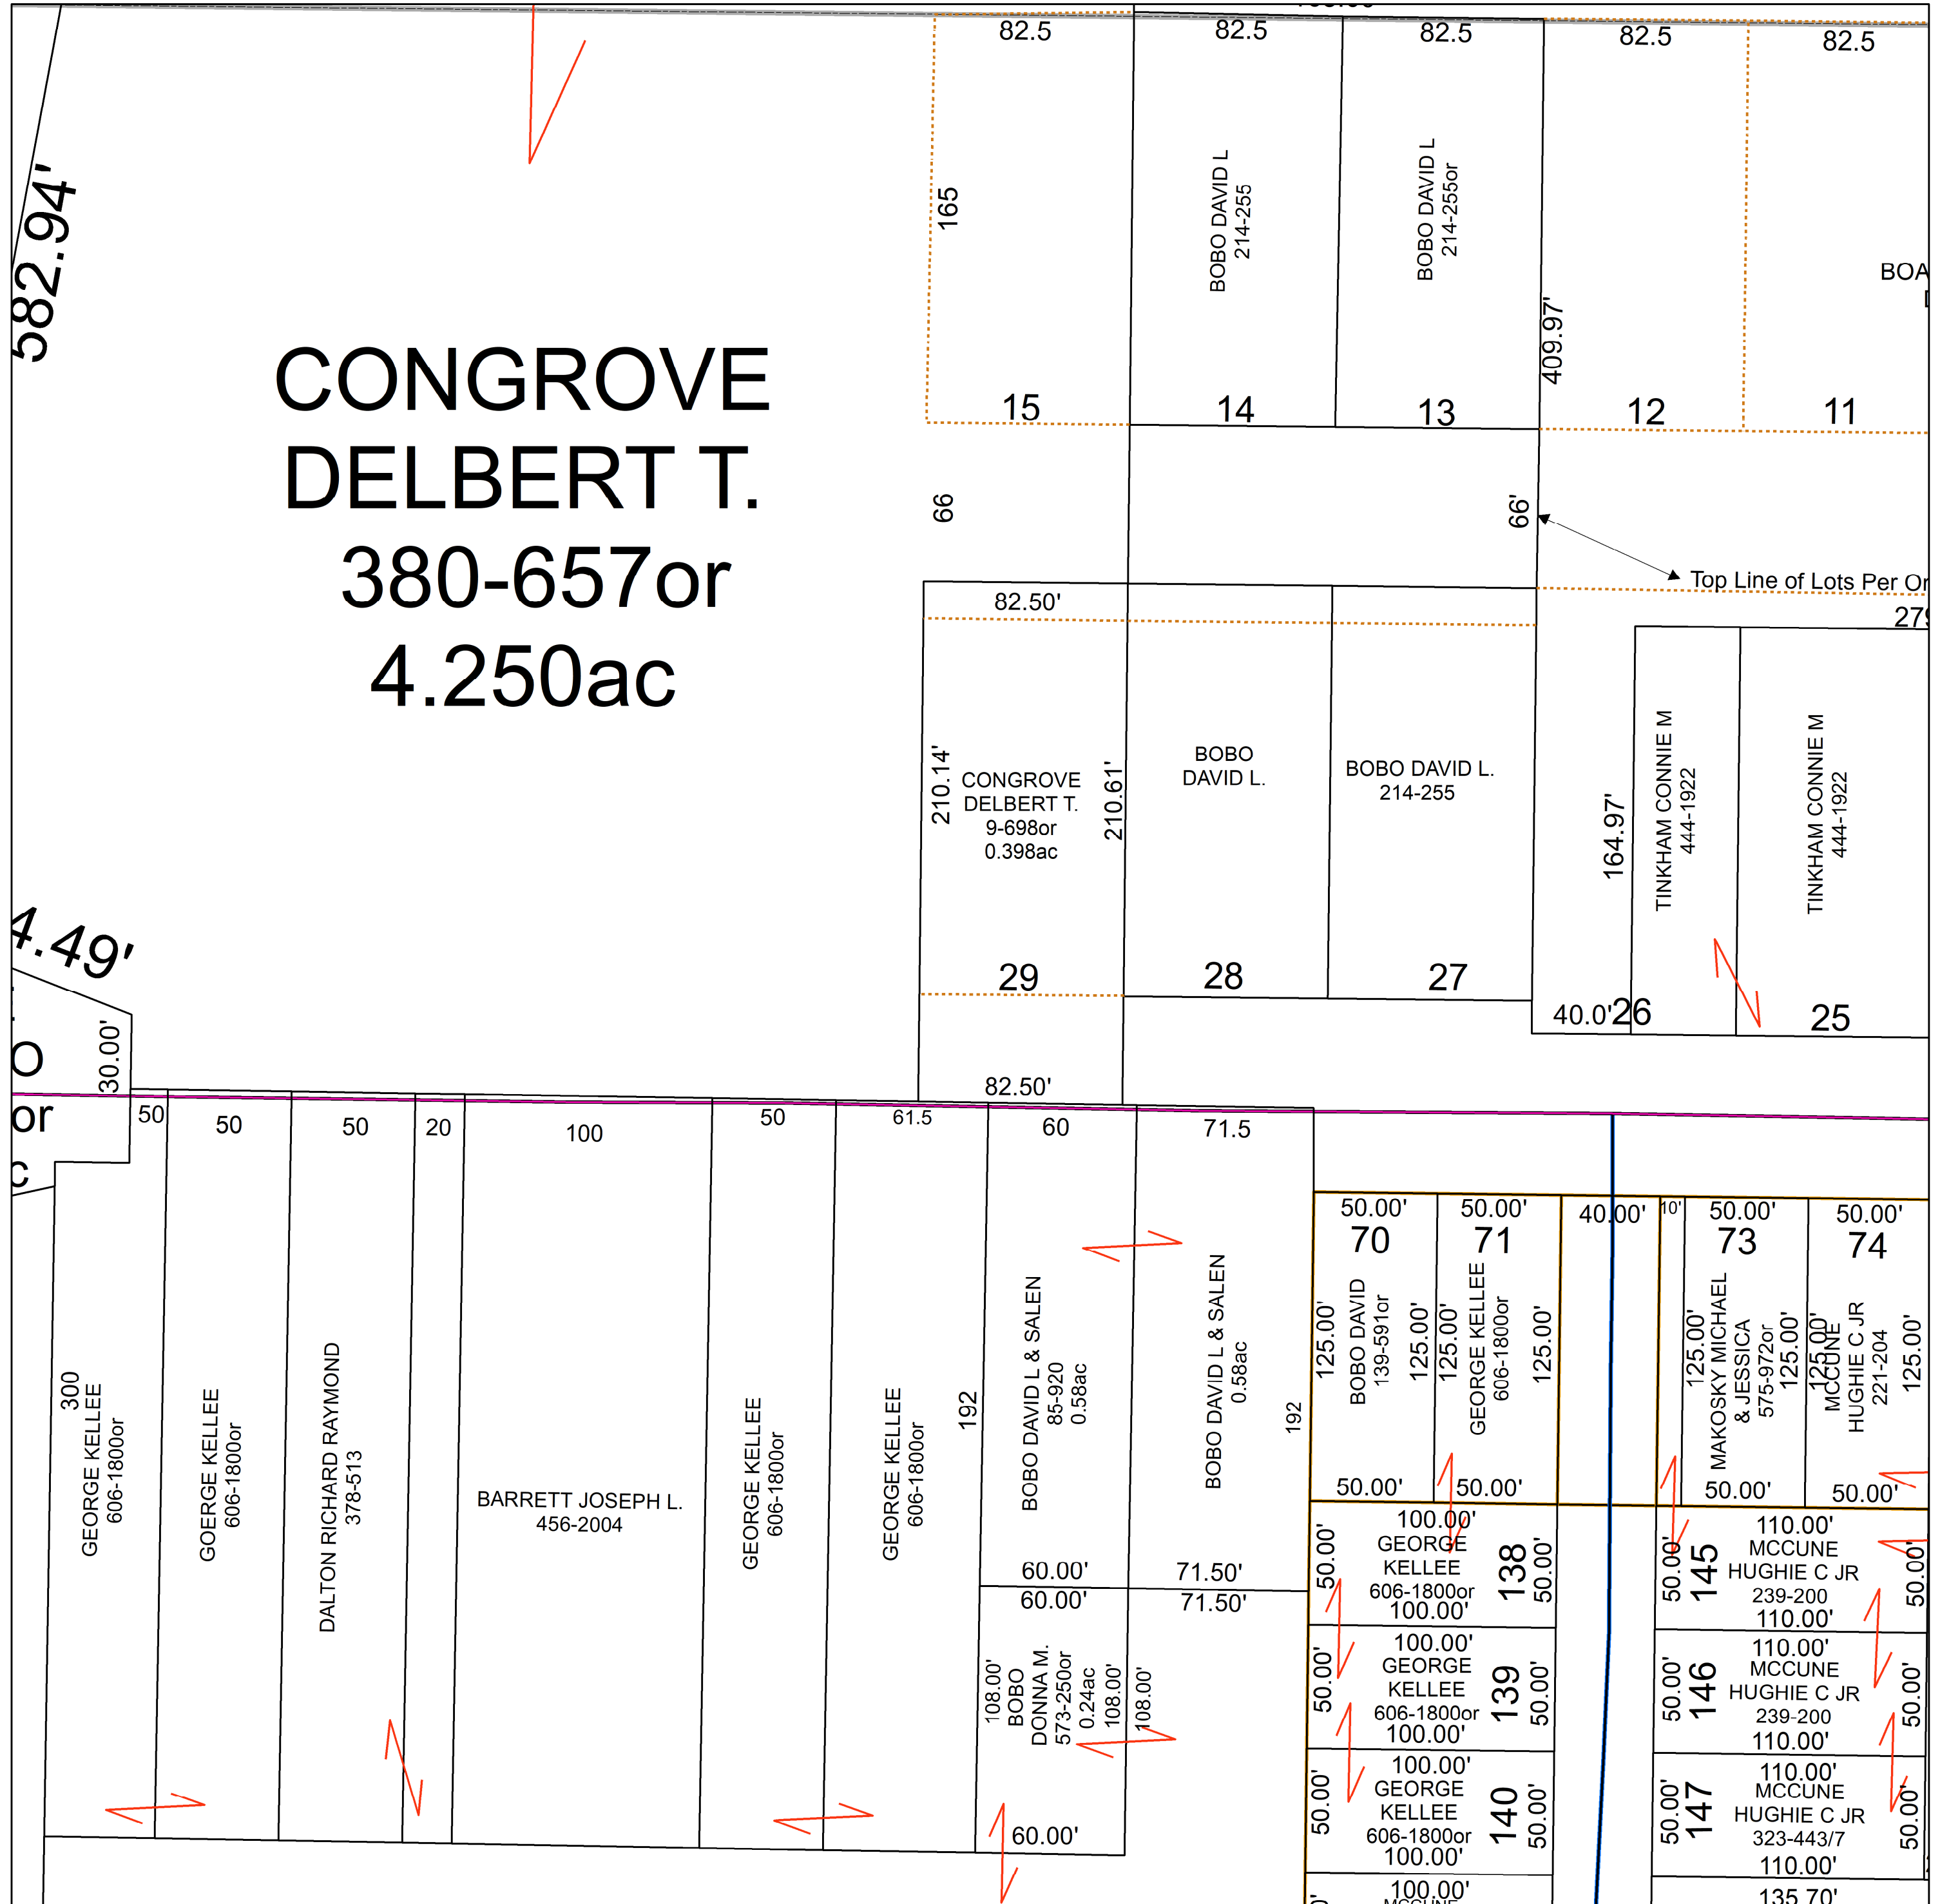 82.5
82.5
82.5
82.5
82.5
582.94'
165
BOBO DAVID L
214-255
BOBO DAVID L
214-255or
409.97'
BOA
CONGROVE
DELBERT T.
380-657or
4.250ac
15
14
13
12
11
66
66'
Top Line of Lots Per Or
82.50'
279
210.14'
CONGROVE
DELBERT T.
9-698or
0.398ac
210.61'
BOBO
DAVID L.
BOBO DAVID L.
214-255
164.97'
TINKHAM CONNIE M
444-1922
TINKHAM CONNIE M
444-1922
4.49'
29
28
27
40.0'
26
25
30.00'
O
or
c
82.50'
50
50
50
20
100
50
61.5
60
71.5
300
GEORGE KELLEE
606-1800or
GOERGE KELLEE
606-1800or
DALTON RICHARD RAYMOND
378-513
BARRETT JOSEPH L.
456-2004
GEORGE KELLEE
606-1800or
GEORGE KELLEE
606-1800or
192
BOBO DAVID L & SALEN
85-920
0.58ac
BOBO DAVID L & SALEN
0.58ac
192
60.00'
71.50'
60.00'
71.50'
108.00'
BOBO
DONNA M.
573-250or
0.24ac
108.00'
108.00'
60.00'
50.00'
50.00'
40.00'
10'
50.00'
50.00'
70
71
73
74
125.00'
BOBO DAVID
139-591or
125.00'
125.00'
GEORGE KELLEE
606-1800or
125.00'
125.00'
MAKOSKY MICHAEL
& JESSICA
575-972or
125.00'
125.00'
MCCUNE
HUGHIE C JR
221-204
125.00'
50.00'
50.00'
50.00'
50.00'
100.00'
50.00'
GEORGE
KELLEE
606-1800or
138
50.00'
100.00'
110.00'
50.00'
145
MCCUNE
HUGHIE C JR
239-200
50.00'
110.00'
100.00'
50.00'
GEORGE
KELLEE
606-1800or
139
50.00'
100.00'
110.00'
50.00'
146
MCCUNE
HUGHIE C JR
239-200
50.00'
110.00'
100.00'
50.00'
GEORGE
KELLEE
606-1800or
140
50.00'
100.00'
110.00'
50.00'
147
MCCUNE
HUGHIE C JR
323-443/7
50.00'
110.00'
100.00'
135.70'